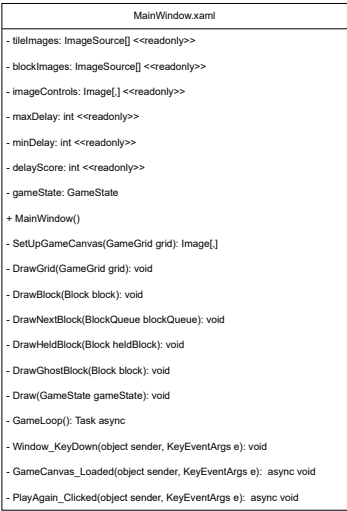 MainWindow.xaml
- tileImages: ImageSource[] <<readonly>>
- blockImages: ImageSource[] <<readonly>>
- imageControls: Image[,] <<readonly>>
- maxDelay: int <<readonly>>
- minDelay: int <<readonly>>
- delayScore: int <<readonly>>
- gameState: GameState
+ MainWindow()
- SetUpGameCanvas(GameGrid grid): Image[,]
- DrawGrid(GameGrid grid): void
- DrawBlock(Block block): void
- DrawNextBlock(BlockQueue blockQueue): void
- DrawHeldBlock(Block heldBlock): void
- DrawGhostBlock(Block block): void
- Draw(GameState gameState): void
- GameLoop(): Task async
- Window_KeyDown(object sender, KeyEventArgs e): void
- GameCanvas_Loaded(object sender, KeyEventArgs e): async void
- PlayAgain_Clicked(object sender, KeyEventArgs e): async void